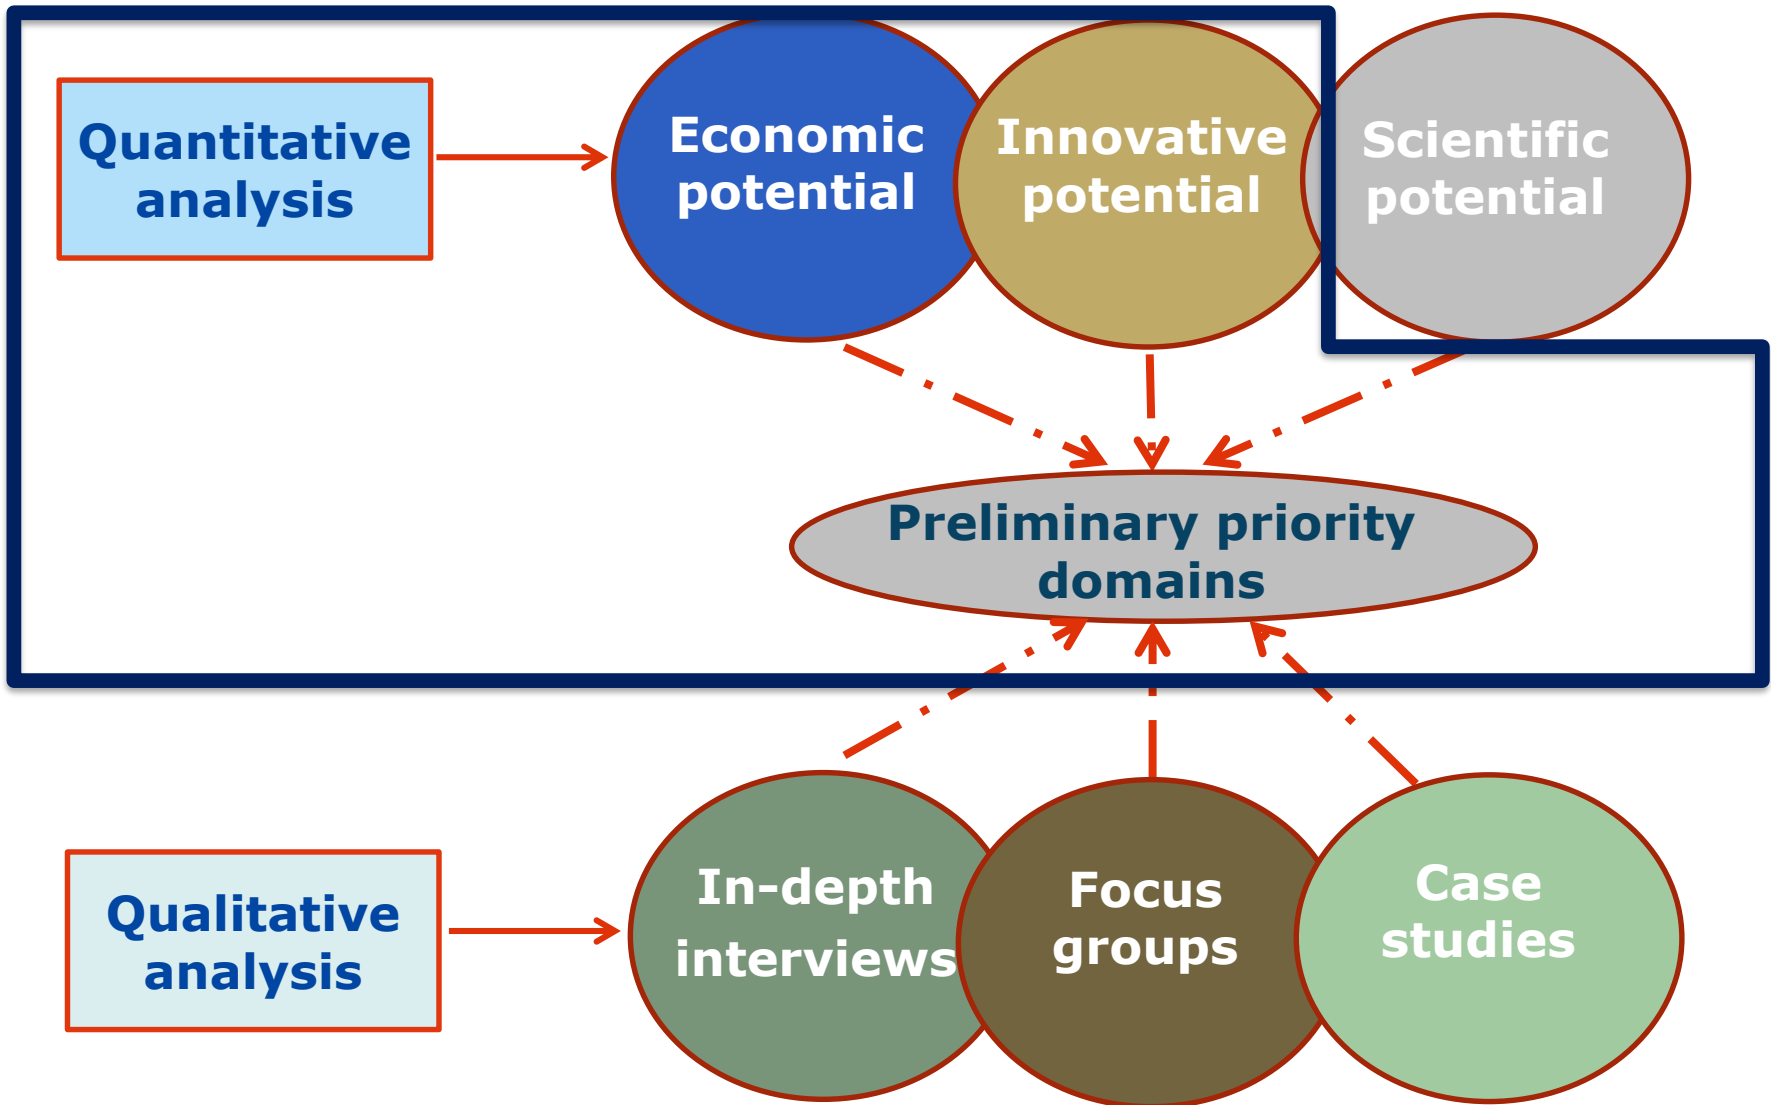 Quantitative
analysis
Economic
potential
Innovative
potential
Scientific
potential
Preliminary priority
domains
Qualitative
analysis
In-depth
interviews
Focus
groups
Case
studies